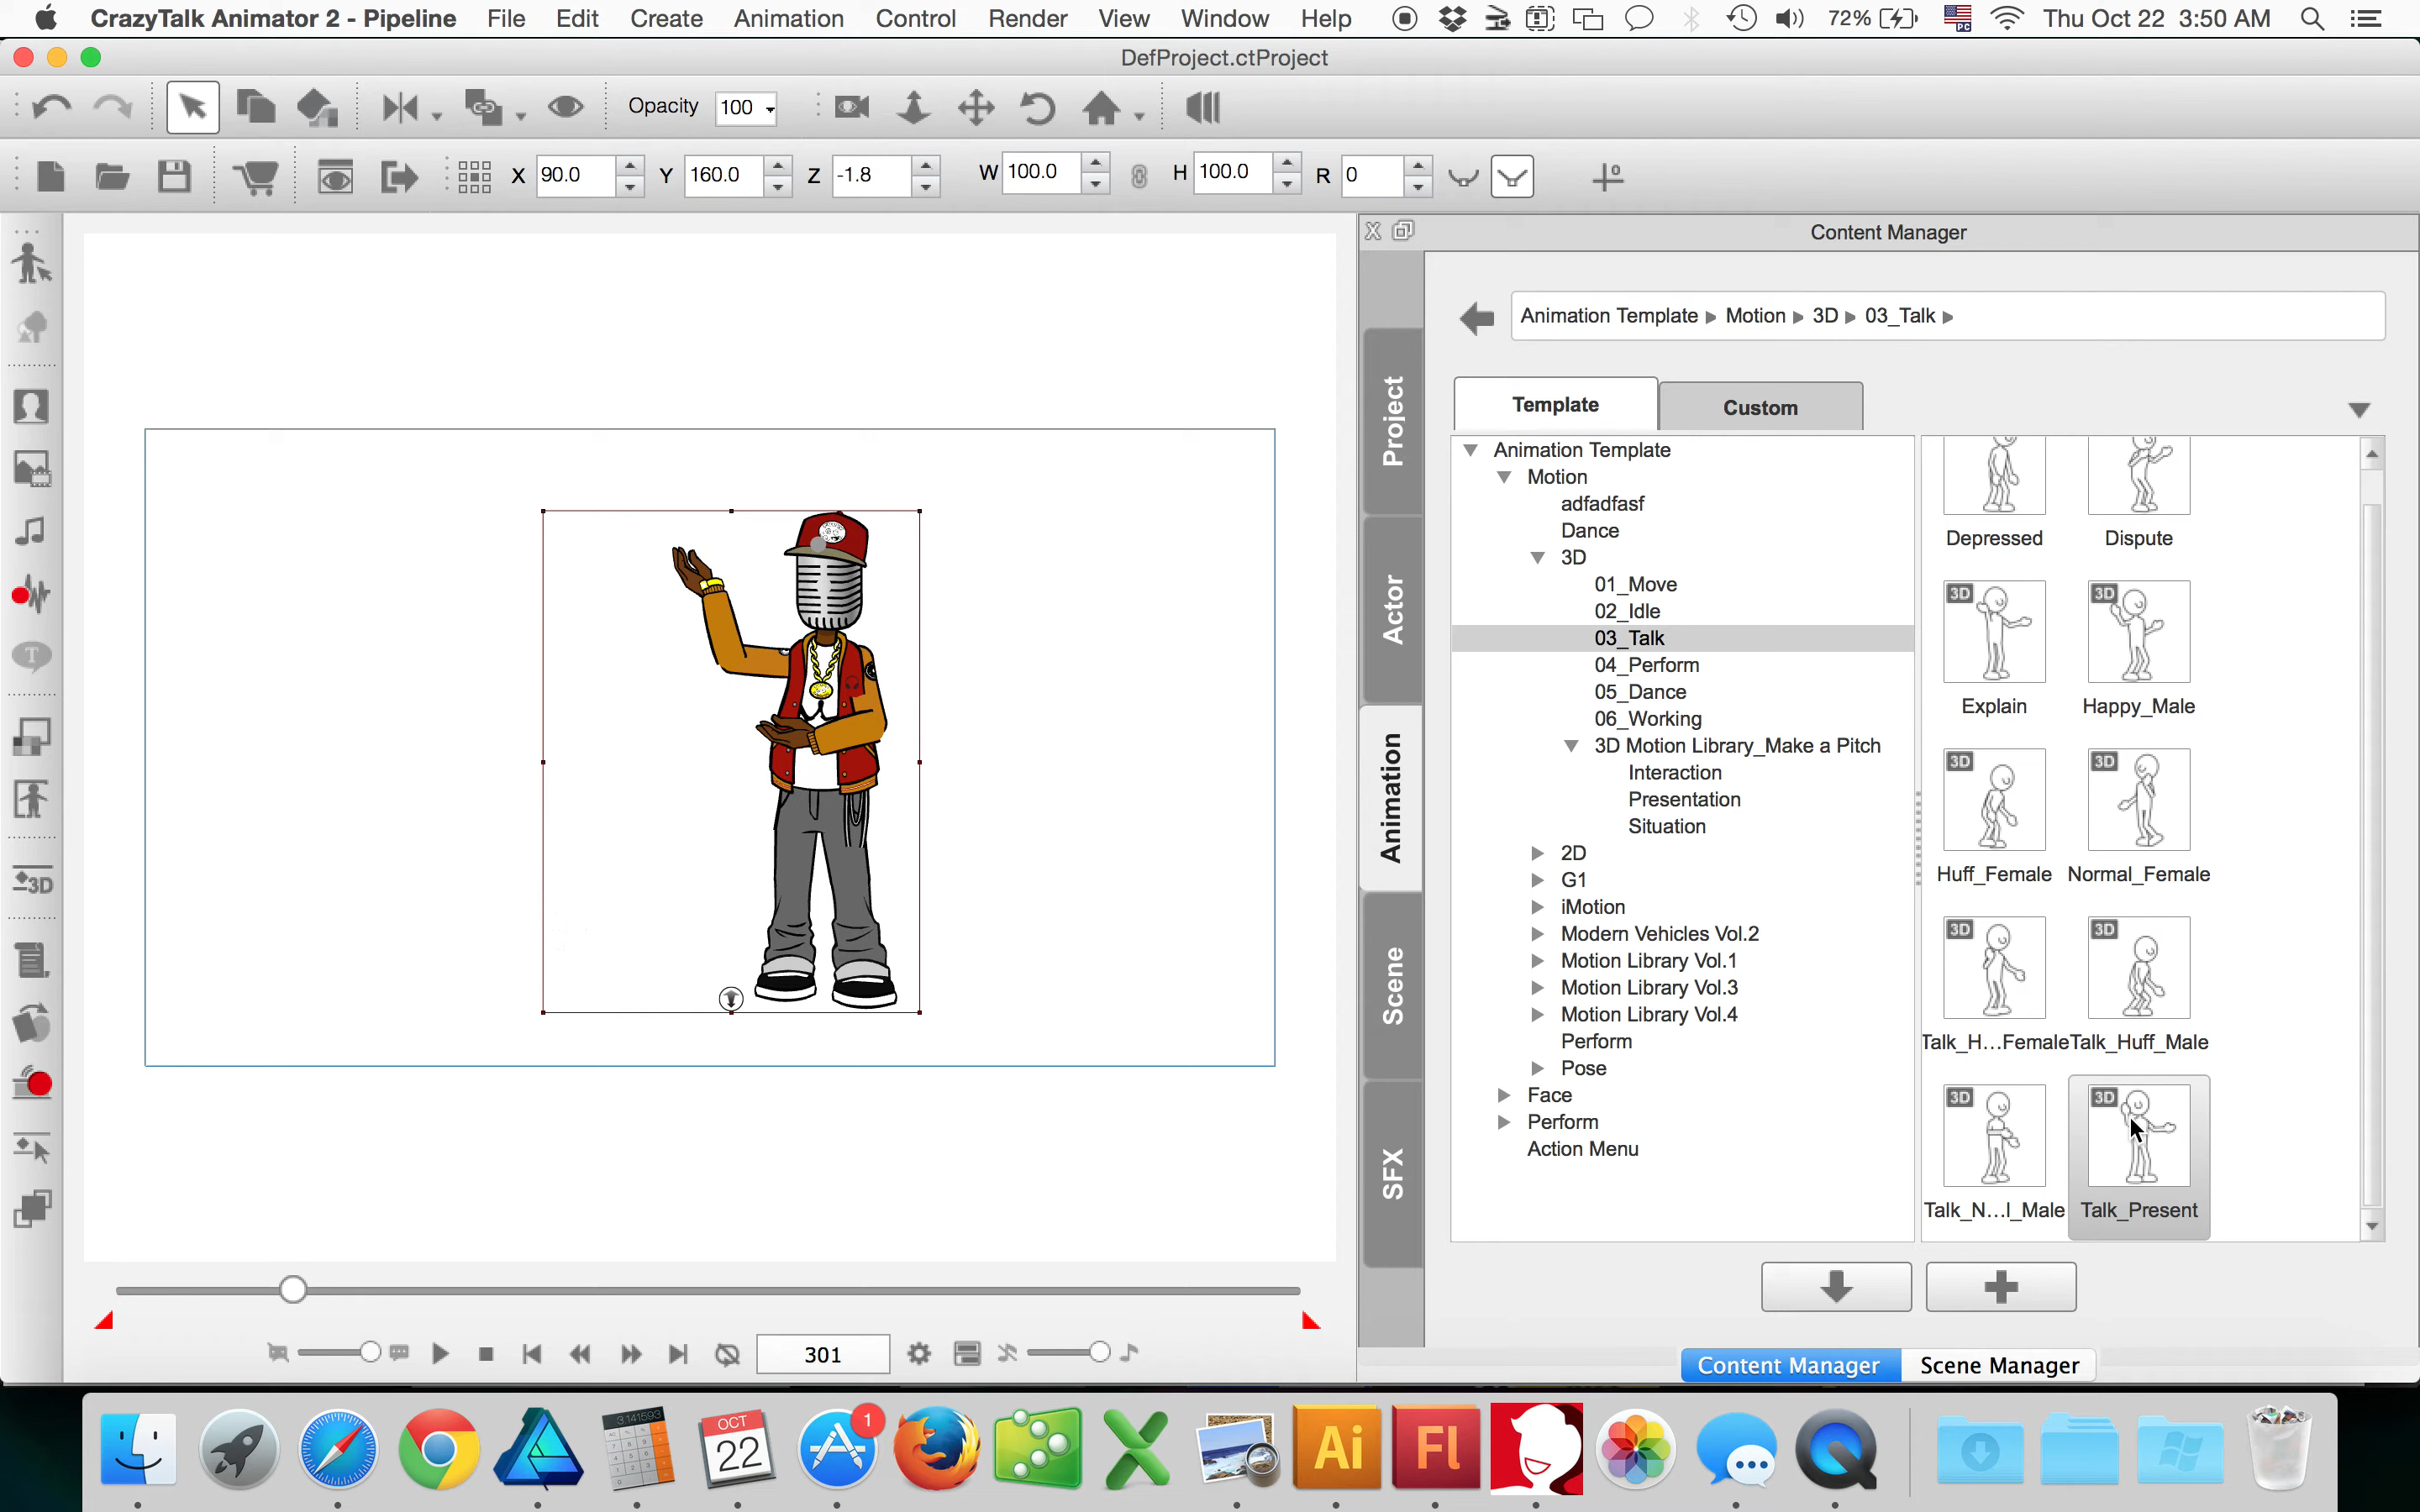 CrazyTalk Animator 2 - Pipeline File Edit Create Animation Control Render View Window Help 72% PC Thu Oct 22 3:50 AM
DefProject.ctProject
Opacity 100
X 90.0 Y 160.0 Z -1.8 W 100.0 H 100.0 R 0
Content Manager
Animation Template Motion 3D 03_Talk
Project
Actor
Animation
Scene
SFX
Template Custom
Animation Template
Motion
adfadfasf
Dance
3D
01_Move
02_Idle
03_Talk
04_Perform
05_Dance
06_Working
3D Motion Library_Make a Pitch
Interaction
Presentation
Situation
2D
G1
iMotion
Modern Vehicles Vol.2
Motion Library Vol.1
Motion Library Vol.3
Motion Library Vol.4
Perform
Pose
Face
Perform
Action Menu
Depressed Dispute
3D 3D
Explain Happy_Male
3D 3D
Huff_Female Normal_Female
3D 3D
Talk_H...Female Talk_Huff_Male
3D 3D
Talk_N...l_Male Talk_Present
T
3D
301
Content Manager Scene Manager
3.141593
OCT
22
1
Ai
Fl